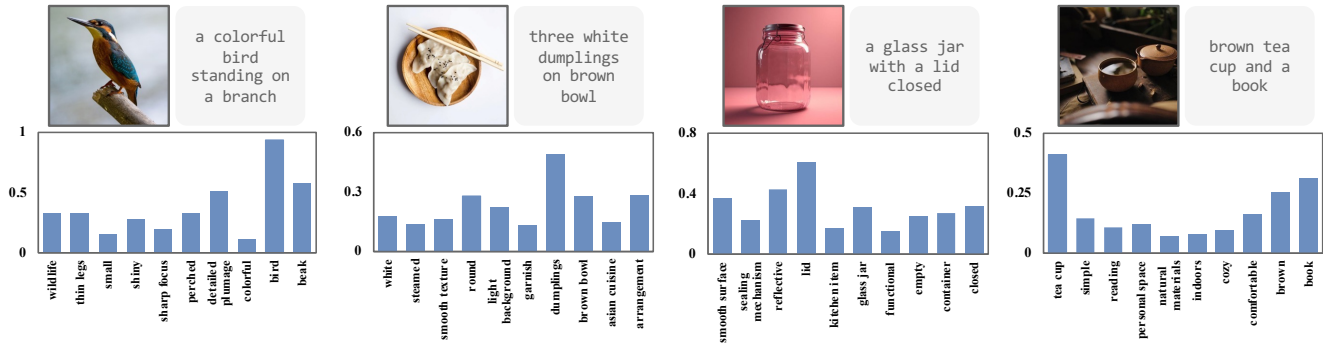 a colorful
bird
standing on
a branch
1
0.5
0
wildlife
thin legs
small
shiny
sharp focus
perched
detailed
plumage
colorful
bird
beak
three white
dumplings
on brown
bowl
0.6
0.3
0
white
steamed
smooth texture
round
light
background
garnish
dumplings
brown bowl
asian cuisine
arrangement
a glass jar
with a lid
closed
0.8
0.4
0
smooth surface
sealing
mechanism
reflective
lid
kitchen item
glass jar
functional
empty
container
closed
brown tea
cup and a
book
0.5
0.25
0
tea cup
simple
reading
personal space
natural
materials
indoors
cozy
comfortable
brown
book